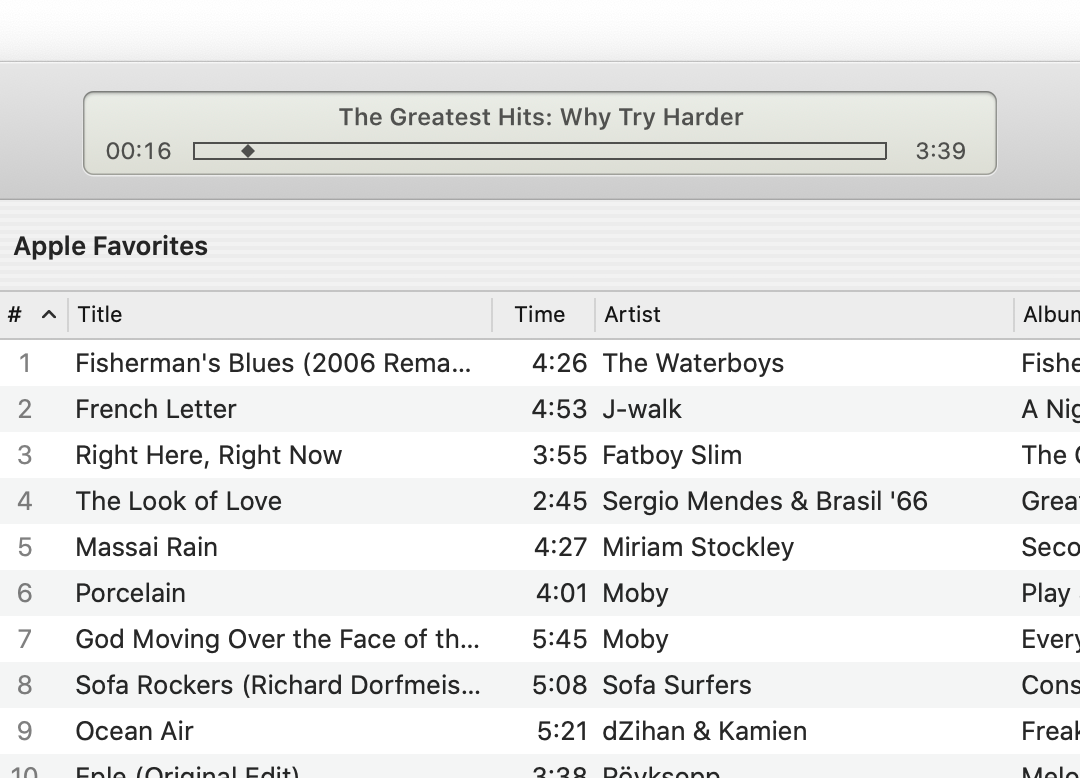 The Greatest Hits: Why Try Harder
00:16 3:39
Apple Favorites
# Title Time Artist Album
1 Fisherman's Blues (2006 Rema... 4:26 The Waterboys Fishe
2 French Letter 4:53 J-walk A Nig
3 Right Here, Right Now 3:55 Fatboy Slim The
4 The Look of Love 2:45 Sergio Mendes & Brasil '66 Great
5 Massai Rain 4:27 Miriam Stockley Seco
6 Porcelain 4:01 Moby Play
7 God Moving Over the Face of th... 5:45 Moby Every
8 Sofa Rockers (Richard Dorfmeis... 5:08 Sofa Surfers Cons
9 Ocean Air 5:21 dZihan & Kamien Freak
10 Eple (Original Edit) 3:38 Röyksopp Melo